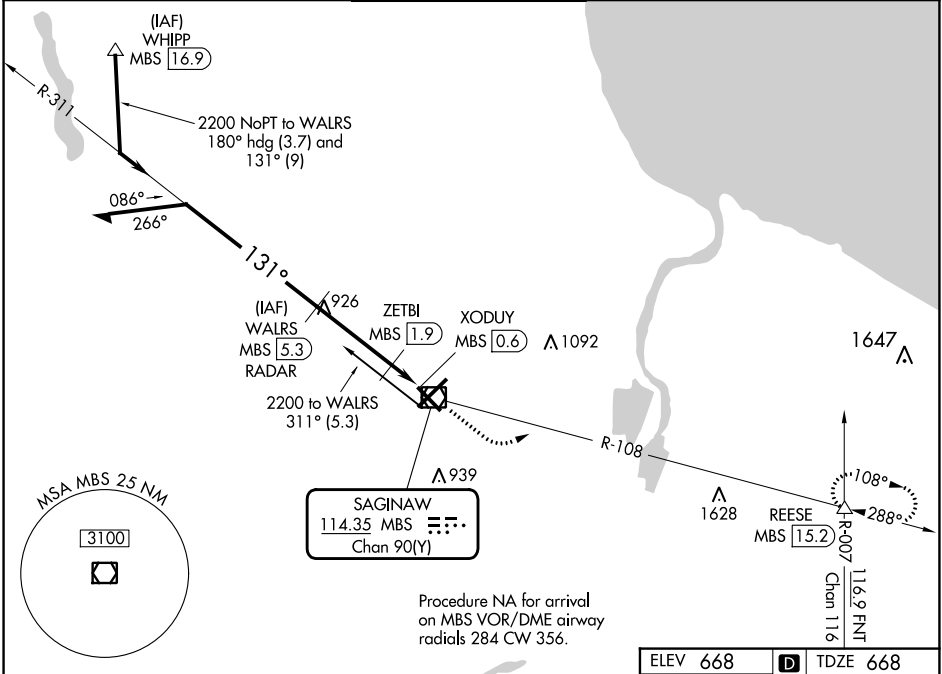 (IAF)
WHIPP
MBS 16.9
R-311
2200 NoPT to WALRS
180° hdg (3.7) and
131° (9)
086°
266°
131°
926
(IAF)
WALRS
MBS 5.3
RADAR
ZETBI
MBS 1.9
XODUY
MBS 0.6
1092
1647
2200 to WALRS
311° (5.3)
R-108
939
SAGINAW
114.35 MBS
Chan 90(Y)
1628
108°
288°
REESE
MBS 15.2
R-007
116.9 FNT
Chan 116
MSA MBS 25 NM
3100
Procedure NA for arrival
on MBS VOR/DME airway
radials 284 CW 356.
ELEV 668 D TDZE 668